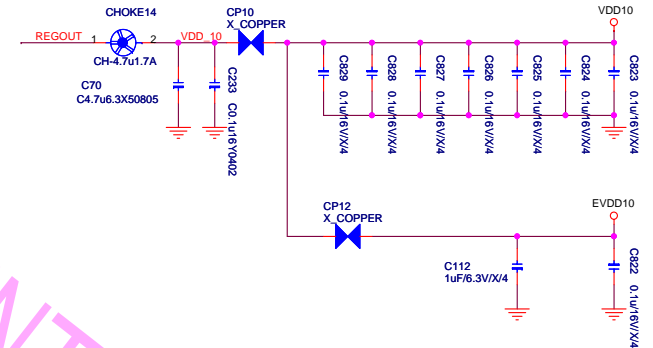 CHOKE14
REGOUT 1 2 VDD_10
CH-4.7u1.7A
CP10
X_COPPER
VDD10
C70
C4.7u6.3X50805
C233 C0.1u16Y0402
C829 0.1u/16V/X/4
C828 0.1u/16V/X/4
C827 0.1u/16V/X/4
C826 0.1u/16V/X/4
C825 0.1u/16V/X/4
C824 0.1u/16V/X/4
C823 0.1u/16V/X/4
CP12
X_COPPER
EVDD10
C112
1uF/6.3V/X/4
C822 0.1u/16V/X/4